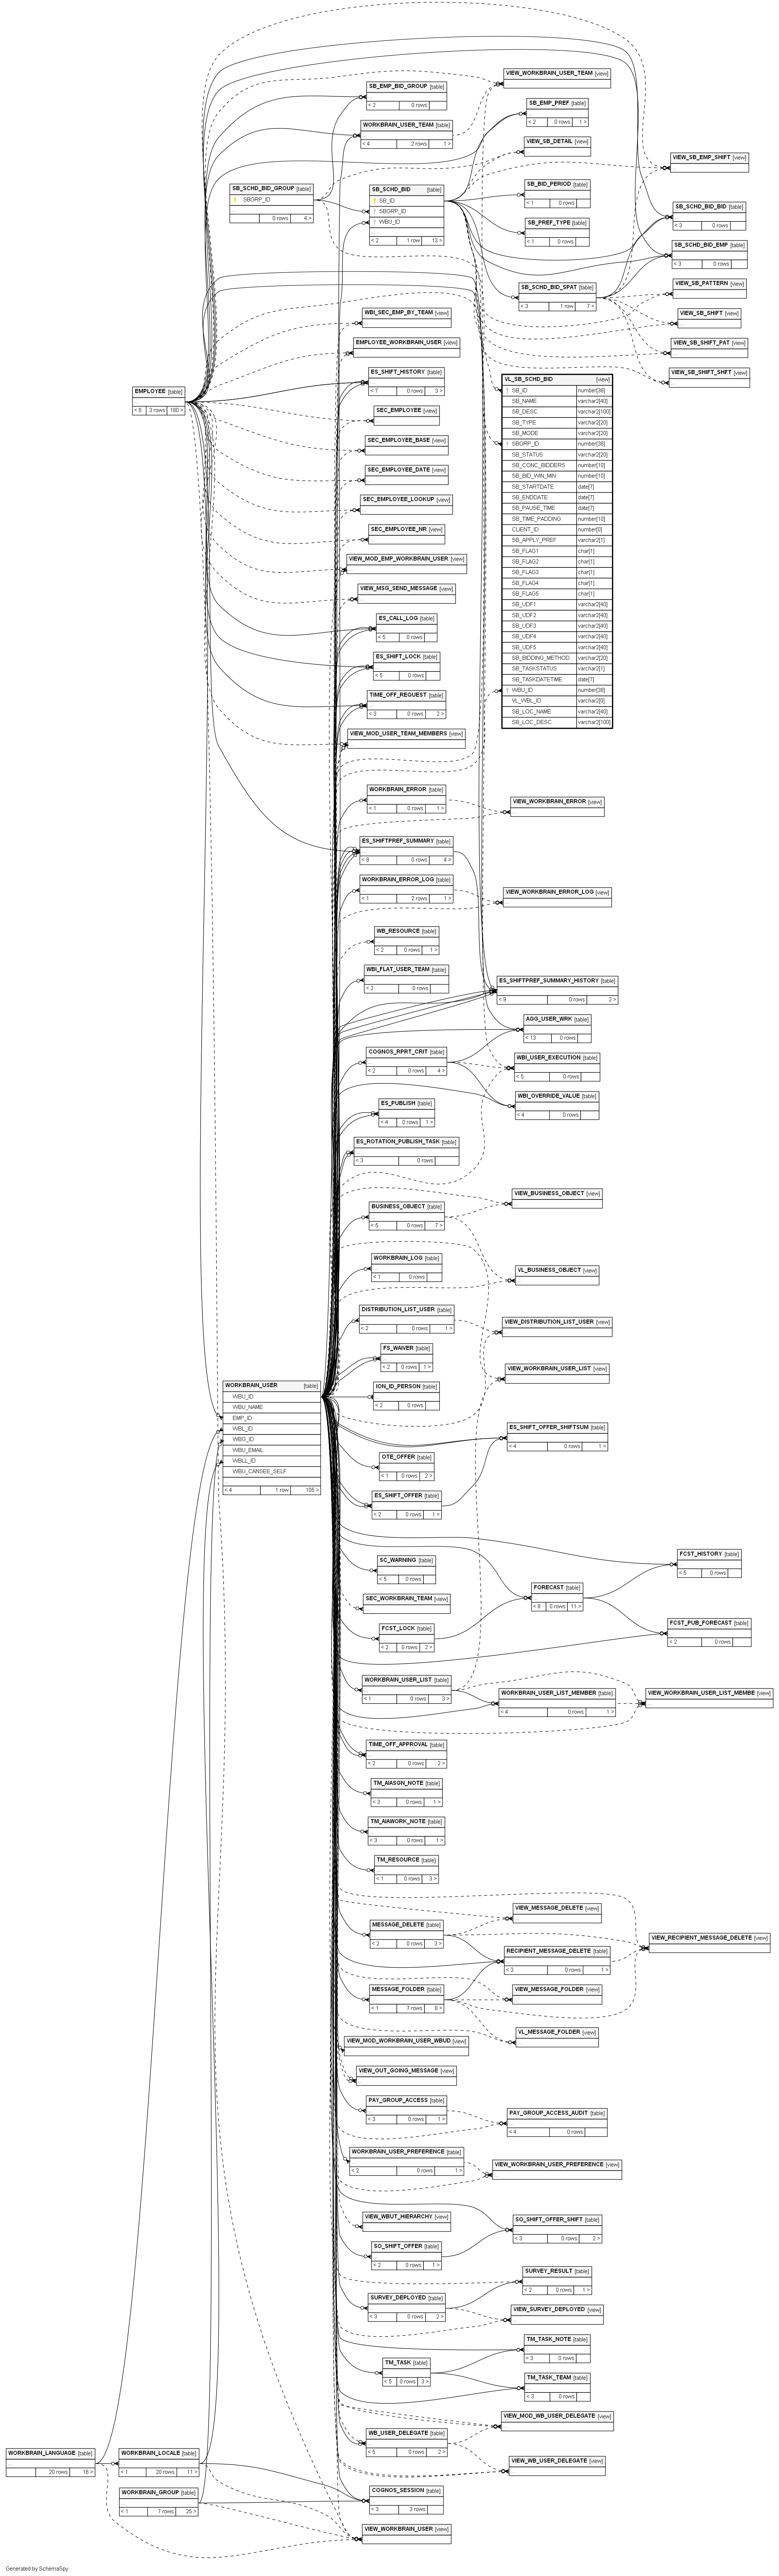 VIEW_WORKBRAIN_USER_TEAM [view]
...
SB_EMP_BID_GROUP [table]
...
< 2 0 rows
SB_EMP_PREF [table]
...
< 2 0 rows 1 >
WORKBRAIN_USER_TEAM [table]
...
< 4 2 rows 1 >
VIEW_SB_DETAIL [view]
...
VIEW_SB_EMP_SHIFT [view]
...
SB_SCHD_BID_GROUP [table]
SBGRP_ID
...
0 rows 4 >
SB_SCHD_BID [table]
SB_ID
SBGRP_ID
WBU_ID
...
< 2 1 row 13 >
SB_BID_PERIOD [table]
...
< 1 0 rows
SB_PREF_TYPE [table]
...
< 1 0 rows
SB_SCHD_BID_BID [table]
...
< 3 0 rows
SB_SCHD_BID_EMP [table]
...
< 3 0 rows
SB_SCHD_BID_SPAT [table]
...
< 3 1 row 7 >
VIEW_SB_PATTERN [view]
...
VIEW_SB_SHIFT [view]
...
VIEW_SB_SHIFT_PAT [view]
...
VIEW_SB_SHIFT_SHFT [view]
...
WBI_SEC_EMP_BY_TEAM [view]
...
EMPLOYEE_WORKBRAIN_USER [view]
...
ES_SHIFT_HISTORY [table]
...
< 7 0 rows 3 >
EMPLOYEE [table]
...
< 8 3 rows 180 >
VL_SB_SCHD_BID [view]
SB_ID number[38]
SB_NAME varchar2[40]
SB_DESC varchar2[100]
SB_TYPE varchar2[20]
SB_MODE varchar2[20]
SBGRP_ID number[38]
SB_STATUS varchar2[20]
SB_CONC_BIDDERS number[10]
SB_BID_WIN_MIN number[10]
SB_STARTDATE date[7]
SB_ENDDATE date[7]
SB_PAUSE_TIME date[7]
SB_TIME_PADDING number[10]
CLIENT_ID number[0]
SB_APPLY_PREF varchar2[1]
SB_FLAG1 char[1]
SB_FLAG2 char[1]
SB_FLAG3 char[1]
SB_FLAG4 char[1]
SB_FLAG5 char[1]
SB_UDF1 varchar2[40]
SB_UDF2 varchar2[40]
SB_UDF3 varchar2[40]
SB_UDF4 varchar2[40]
SB_UDF5 varchar2[40]
SB_BIDDING_METHOD varchar2[20]
SB_TASKSTATUS varchar2[1]
SB_TASKDATETIME date[7]
WBU_ID number[38]
VL_WBL_ID varchar2[0]
SB_LOC_NAME varchar2[40]
SB_LOC_DESC varchar2[100]
SEC_EMPLOYEE [view]
...
SEC_EMPLOYEE_BASE [view]
...
SEC_EMPLOYEE_DATE [view]
...
SEC_EMPLOYEE_LOOKUP [view]
...
SEC_EMPLOYEE_NR [view]
...
VIEW_MOD_EMP_WORKBRAIN_USER [view]
...
VIEW_MSG_SEND_MESSAGE [view]
...
ES_CALL_LOG [table]
...
< 5 0 rows
ES_SHIFT_LOCK [table]
...
< 5 0 rows
TIME_OFF_REQUEST [table]
...
< 3 0 rows 2 >
VIEW_MOD_USER_TEAM_MEMBERS [view]
...
WORKBRAIN_ERROR [table]
...
< 1 0 rows 1 >
VIEW_WORKBRAIN_ERROR [view]
...
ES_SHIFTPREF_SUMMARY [table]
...
< 8 0 rows 4 >
WORKBRAIN_ERROR_LOG [table]
...
< 1 2 rows 1 >
VIEW_WORKBRAIN_ERROR_LOG [view]
...
WB_RESOURCE [table]
...
< 2 0 rows 1 >
WBI_FLAT_USER_TEAM [table]
...
< 2 0 rows
ES_SHIFTPREF_SUMMARY_HISTORY [table]
...
< 9 0 rows 2 >
AGG_USER_WRK [table]
...
< 13 0 rows
COGNOS_RPRT_CRIT [table]
...
< 2 0 rows 4 >
WBI_USER_EXECUTION [table]
...
< 5 0 rows
WBI_OVERRIDE_VALUE [table]
...
< 4 0 rows
ES_PUBLISH [table]
...
< 4 0 rows 1 >
ES_ROTATION_PUBLISH_TASK [table]
...
< 3 0 rows
VIEW_BUSINESS_OBJECT [view]
...
BUSINESS_OBJECT [table]
...
< 5 0 rows 7 >
WORKBRAIN_LOG [table]
...
< 1 0 rows
VL_BUSINESS_OBJECT [view]
...
DISTRIBUTION_LIST_USER [table]
...
< 2 0 rows 1 >
VIEW_DISTRIBUTION_LIST_USER [view]
...
FS_WAIVER [table]
...
< 2 0 rows 1 >
VIEW_WORKBRAIN_USER_LIST [view]
...
ION_ID_PERSON [table]
...
< 2 0 rows
WORKBRAIN_USER [table]
WBU_ID
WBU_NAME
EMP_ID
WBL_ID
WBG_ID
WBU_EMAIL
WBLL_ID
WBU_CANSEE_SELF
...
< 4 1 row 105 >
ES_SHIFT_OFFER_SHIFTSUM [table]
...
< 4 0 rows 1 >
OTE_OFFER [table]
...
< 1 0 rows 2 >
ES_SHIFT_OFFER [table]
...
< 2 0 rows 1 >
SC_WARNING [table]
...
< 5 0 rows
FCST_HISTORY [table]
...
< 5 0 rows
FORECAST [table]
...
< 8 0 rows 11 >
SEC_WORKBRAIN_TEAM [view]
...
FCST_LOCK [table]
...
< 2 0 rows 2 >
FCST_PUB_FORECAST [table]
...
< 2 0 rows
WORKBRAIN_USER_LIST [table]
...
< 1 0 rows 3 >
WORKBRAIN_USER_LIST_MEMBER [table]
...
< 4 0 rows 1 >
VIEW_WORKBRAIN_USER_LIST_MEMBE [view]
...
TIME_OFF_APPROVAL [table]
...
< 2 0 rows 2 >
TM_AIASGN_NOTE [table]
...
< 3 0 rows 1 >
TM_AIAWORK_NOTE [table]
...
< 3 0 rows 1 >
TM_RESOURCE [table]
...
< 1 0 rows 3 >
VIEW_MESSAGE_DELETE [view]
...
MESSAGE_DELETE [table]
...
< 2 0 rows 3 >
VIEW_RECIPIENT_MESSAGE_DELETE [view]
...
RECIPIENT_MESSAGE_DELETE [table]
...
< 3 0 rows 1 >
MESSAGE_FOLDER [table]
...
< 1 7 rows 8 >
VIEW_MESSAGE_FOLDER [view]
...
VL_MESSAGE_FOLDER [view]
...
VIEW_MOD_WORKBRAIN_USER_WBUD [view]
...
VIEW_OUT_GOING_MESSAGE [view]
...
PAY_GROUP_ACCESS [table]
...
< 3 0 rows 1 >
PAY_GROUP_ACCESS_AUDIT [table]
...
< 4 0 rows
WORKBRAIN_USER_PREFERENCE [table]
...
< 2 0 rows 1 >
VIEW_WORKBRAIN_USER_PREFERENCE [view]
...
VIEW_WBUT_HIERARCHY [view]
...
SO_SHIFT_OFFER_SHIFT [table]
...
< 3 0 rows 2 >
SO_SHIFT_OFFER [table]
...
< 2 0 rows 1 >
SURVEY_RESULT [table]
...
< 2 0 rows 1 >
SURVEY_DEPLOYED [table]
...
< 3 0 rows 2 >
VIEW_SURVEY_DEPLOYED [view]
...
TM_TASK_NOTE [table]
...
< 3 0 rows
TM_TASK [table]
...
< 5 0 rows 3 >
TM_TASK_TEAM [table]
...
< 3 0 rows
VIEW_MOD_WB_USER_DELEGATE [view]
...
WB_USER_DELEGATE [table]
...
< 5 0 rows 2 >
VIEW_WB_USER_DELEGATE [view]
...
WORKBRAIN_LANGUAGE [table]
...
20 rows 16 >
WORKBRAIN_LOCALE [table]
...
< 1 20 rows 11 >
WORKBRAIN_GROUP [table]
...
< 1 7 rows 25 >
COGNOS_SESSION [table]
...
< 3 3 rows
VIEW_WORKBRAIN_USER [view]
...
Generated by SchemaSpy